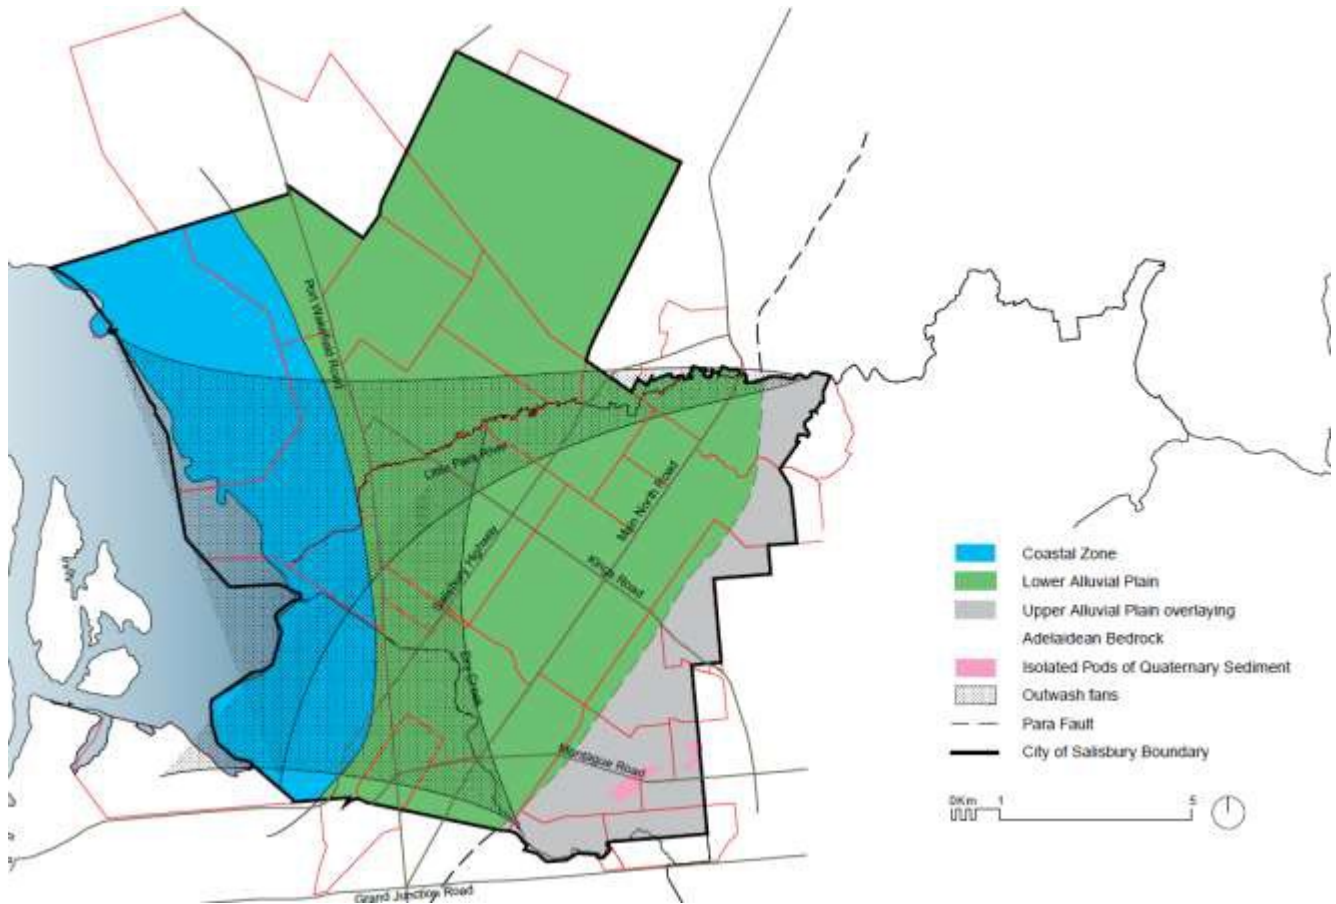 Port Wakefield Road
Little Para River
Main North Road
Salisbury Highway
Kings Road
Dry Creek
Montague Road
Grand Junction Road
Coastal Zone
Lower Alluvial Plain
Upper Alluvial Plain overlaying
Adelaidean Bedrock
Isolated Pods of Quaternary Sediment
Outwash fans
Para Fault
City of Salisbury Boundary
0Km 1 5